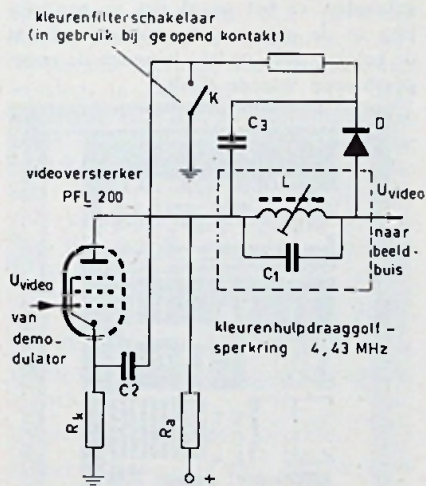 kleurenfilterschakelaar
(in gebruik bij geopend kontakt)
K
C3
D
videoversterker
PFL 200
L
Uvideo
naar
beeld-
buis
C1
Uvideo
van
demo-
dulator
kleurenhulpdraaggolf -
sperkring 4,43 MHz
C2
Rk
Ra
+